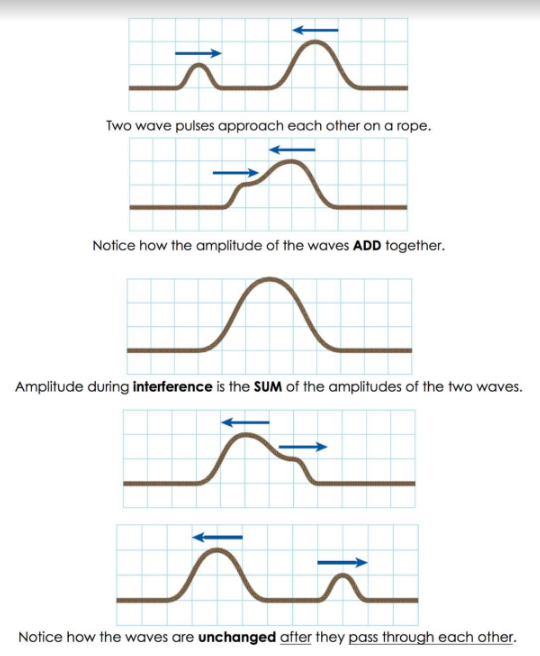 Two wave pulses approach each other on a rope.
Notice how the amplitude of the waves ADD together.
Amplitude during interference is the SUM of the amplitudes of the two waves.
Notice how the waves are unchanged after they pass through each other.